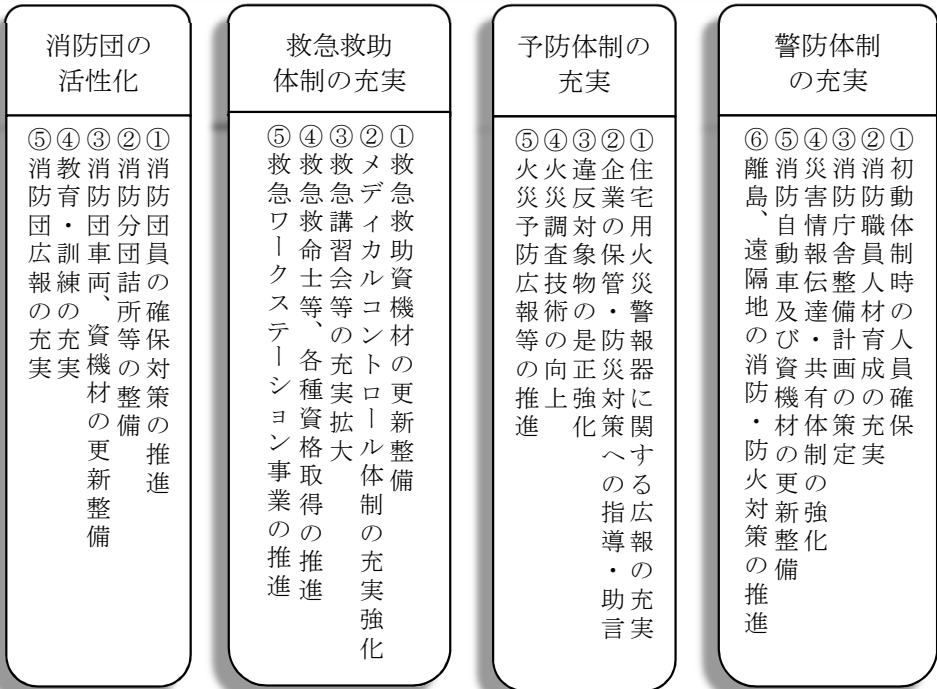 警防体制
の充実
①初動体制時の人員確保
②消防職員人材育成の充実
③消防庁舎整備計画の策定
④災害情報伝達・共有体制の強化
⑤消防自動車及び資機材の更新整備
⑥離島、遠隔地の消防・防火対策の推進
予防体制の
充実
①住宅用火災警報器に関する広報の充実
②企業の保管・防災対策への指導・助言
③違反対象物の是正強化
④火災調査技術の向上
⑤火災予防広報等の推進
救急救助
体制の充実
①救急救助資機材の更新整備
②メディカルコントロール体制の充実強化
③救急講習会等の充実拡大
④救急救命士等、各種資格取得の推進
⑤救急ワークステーション事業の推進
消防団の
活性化
①消防団員の確保対策の推進
②消防分団詰所等の整備
③消防団車両、資機材の更新整備
④教育・訓練の充実
⑤消防団広報の充実